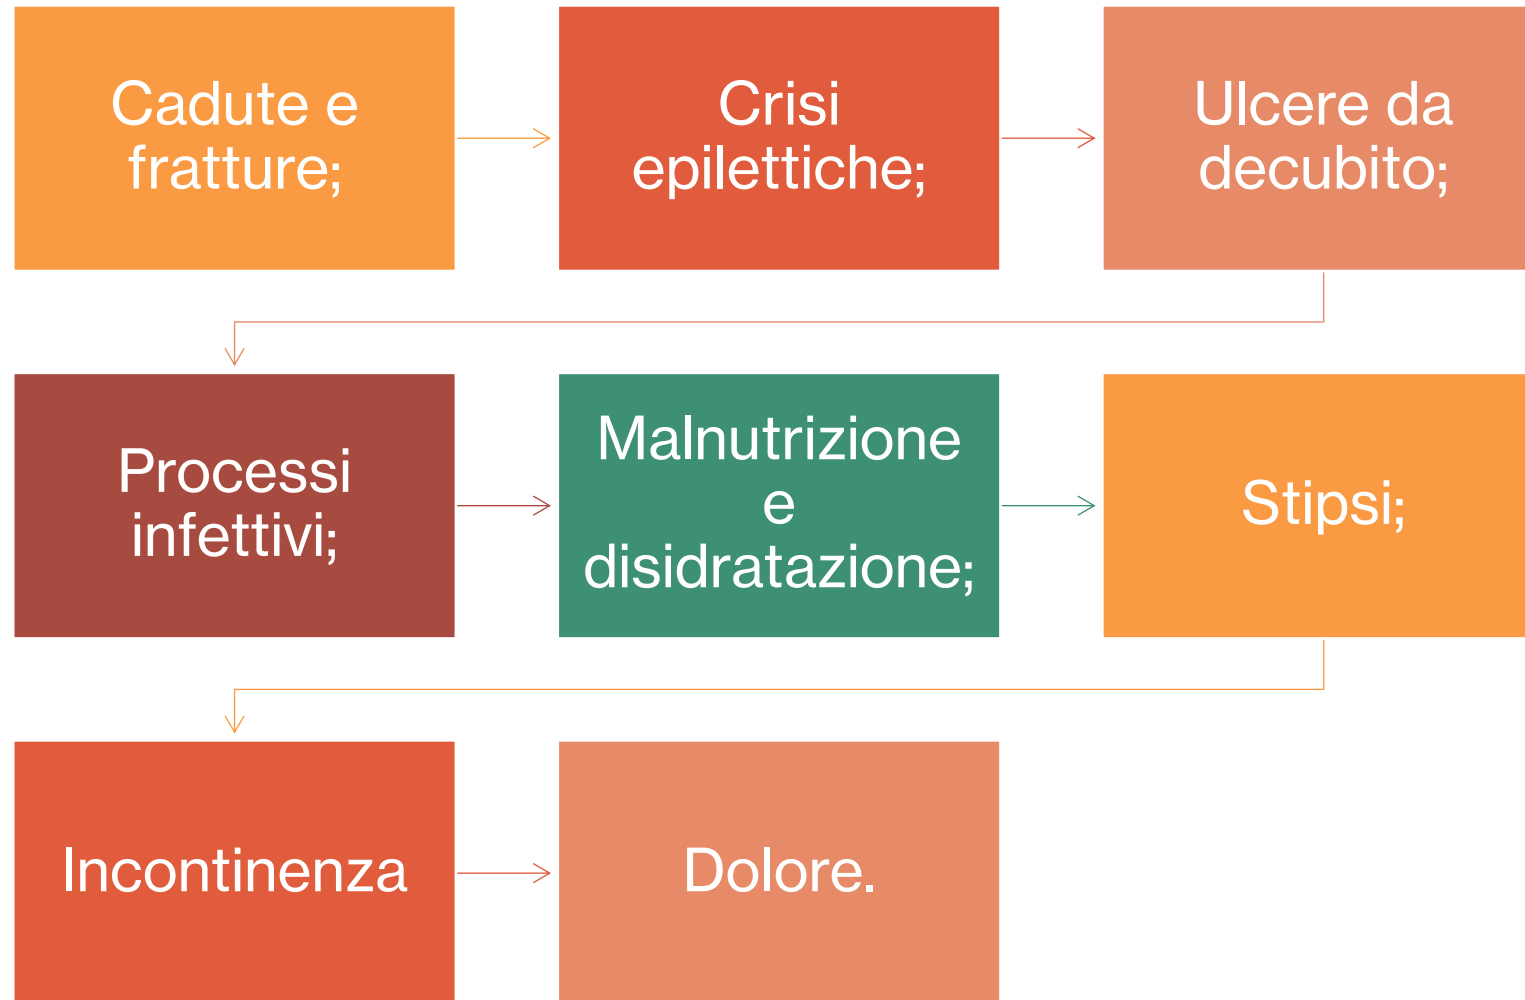 Cadute e
fratture;
Crisi
epilettiche;
Ulcere da
decubito;
Processi
infettivi;
Malnutrizione
e
disidratazione;
Stipsi;
Incontinenza
Dolore.